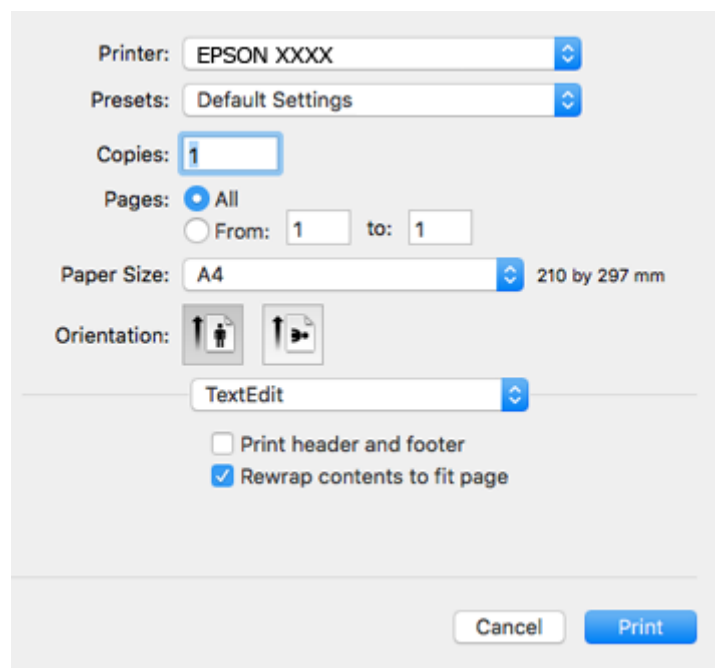 Printer: EPSON XXXX
Presets: Default Settings
Copies: 1
Pages: All
From: 1 to: 1
Paper Size: A4 210 by 297 mm
Orientation:
TextEdit
Print header and footer
Rewrap contents to fit page
Cancel Print